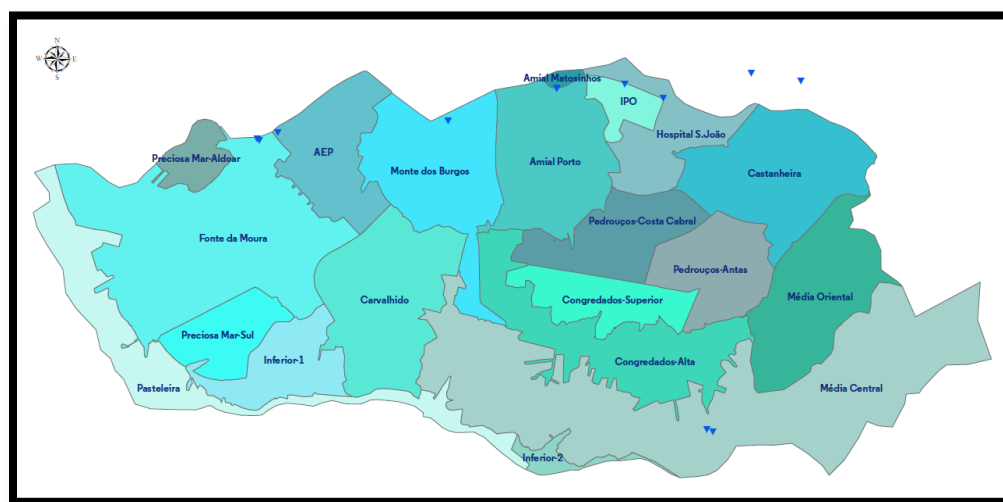 N
W E
S
Amial Matosinhos
IPO
Hospital S.João
Preciosa Mar-Aldoar
AEP
Monte dos Burgos
Amial Porto
Castanheira
Pedrouços-Costa Cabral
Fonte da Moura
Pedrouços-Antas
Carvalhido
Congredados-Superior
Média Oriental
Preciosa Mar-Sul
Inferior-1
Congredados-Alta
Pasteleira
Média Central
Inferior-2